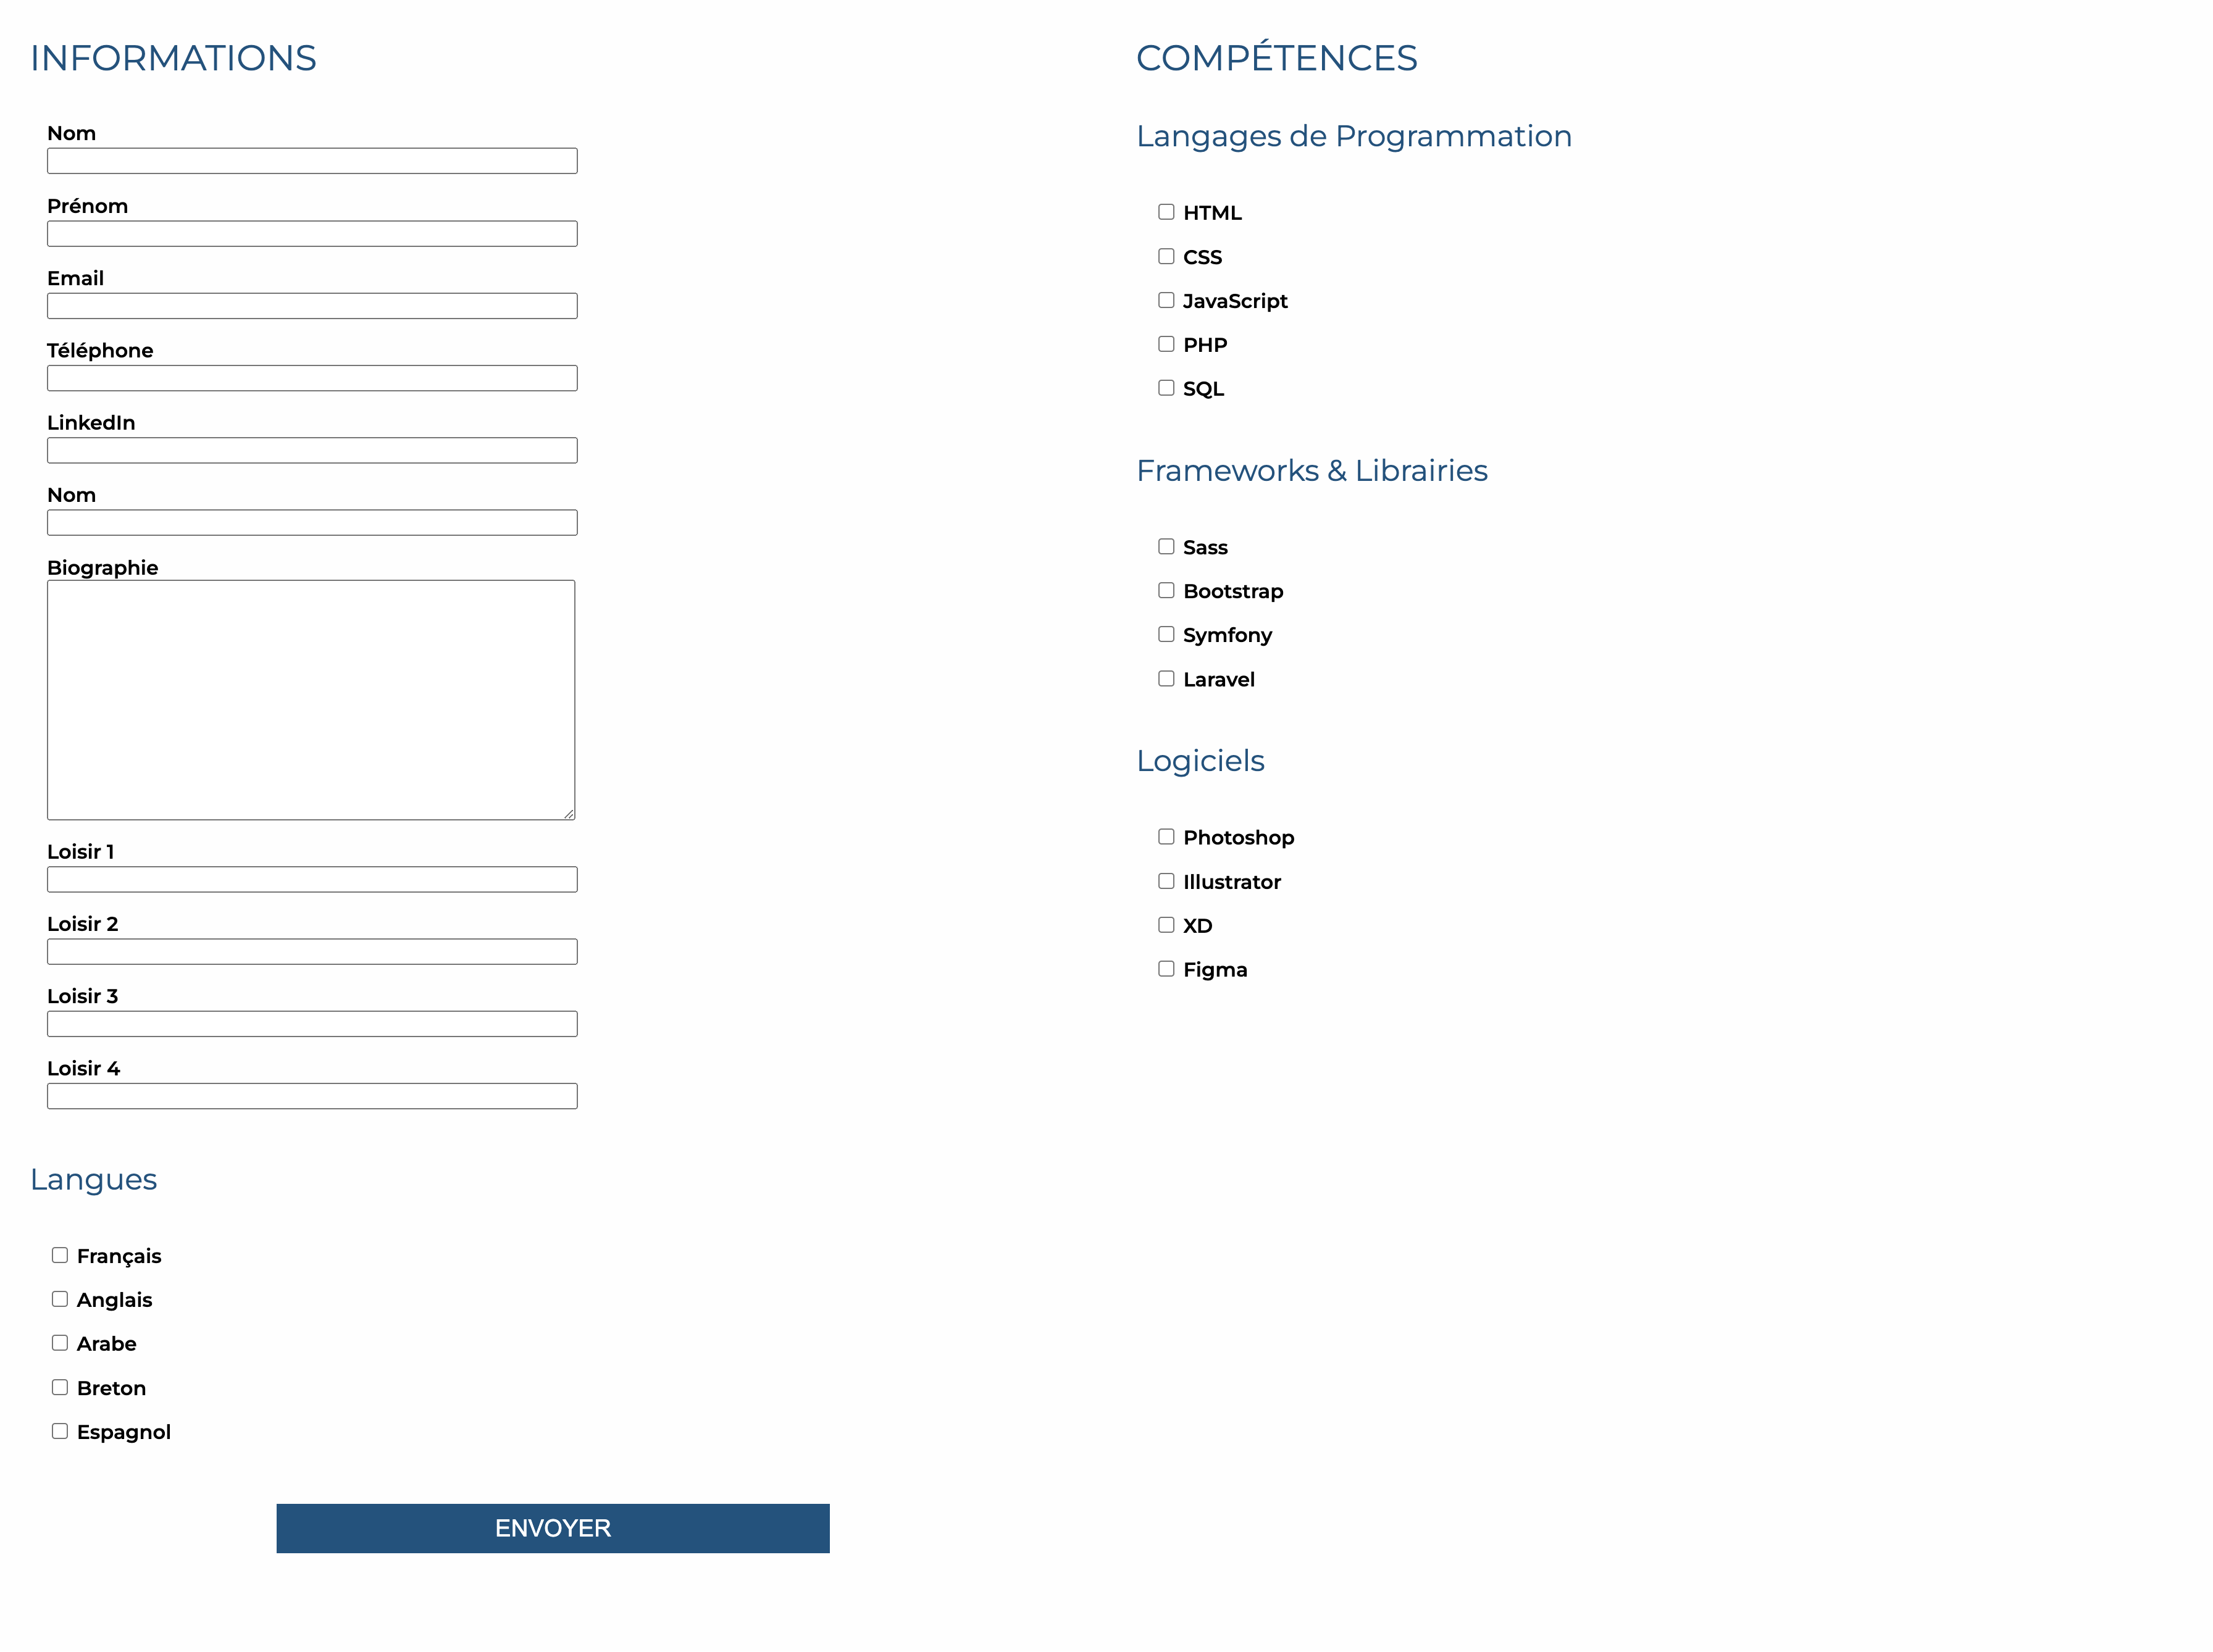 INFORMATIONS
Nom
Prénom
Email
Téléphone
LinkedIn
Nom
Biographie
Loisir 1
Loisir 2
Loisir 3
Loisir 4
Langues
Français
Anglais
Arabe
Breton
Espagnol
ENVOYER
COMPÉTENCES
Langages de Programmation
HTML
CSS
JavaScript
PHP
SQL
Frameworks & Librairies
Sass
Bootstrap
Symfony
Laravel
Logiciels
Photoshop
Illustrator
XD
Figma